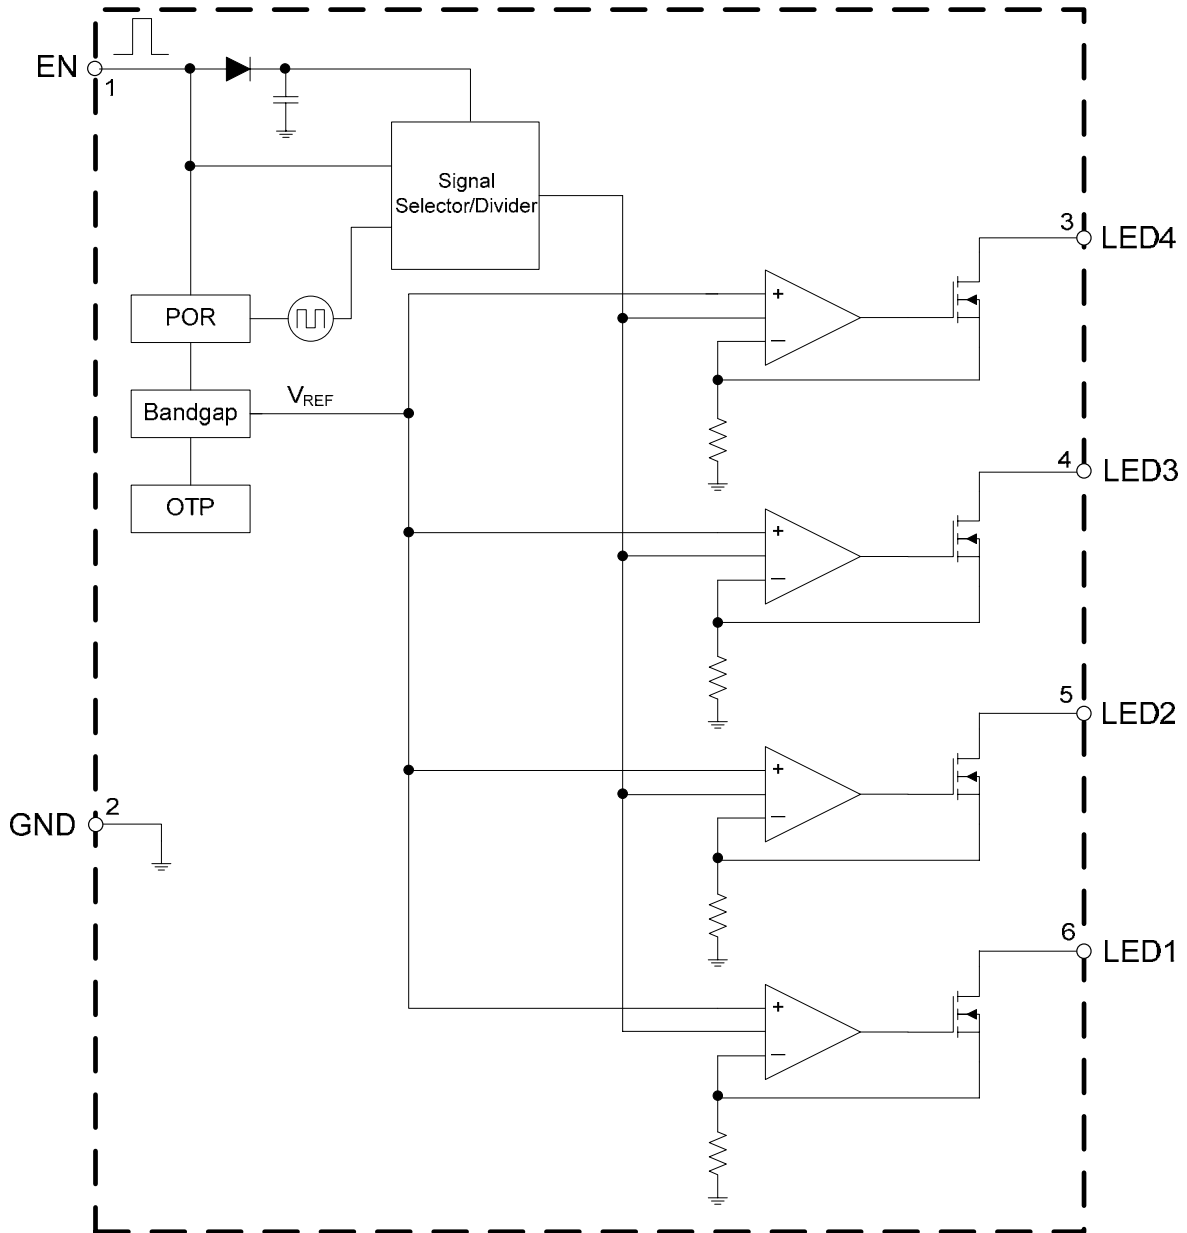 EN
1
Signal
Selector/Divider
3
LED4
+
−
POR
Bandgap
VREF
OTP
4
LED3
+
−
5
LED2
+
−
GND
2
6
LED1
+
−